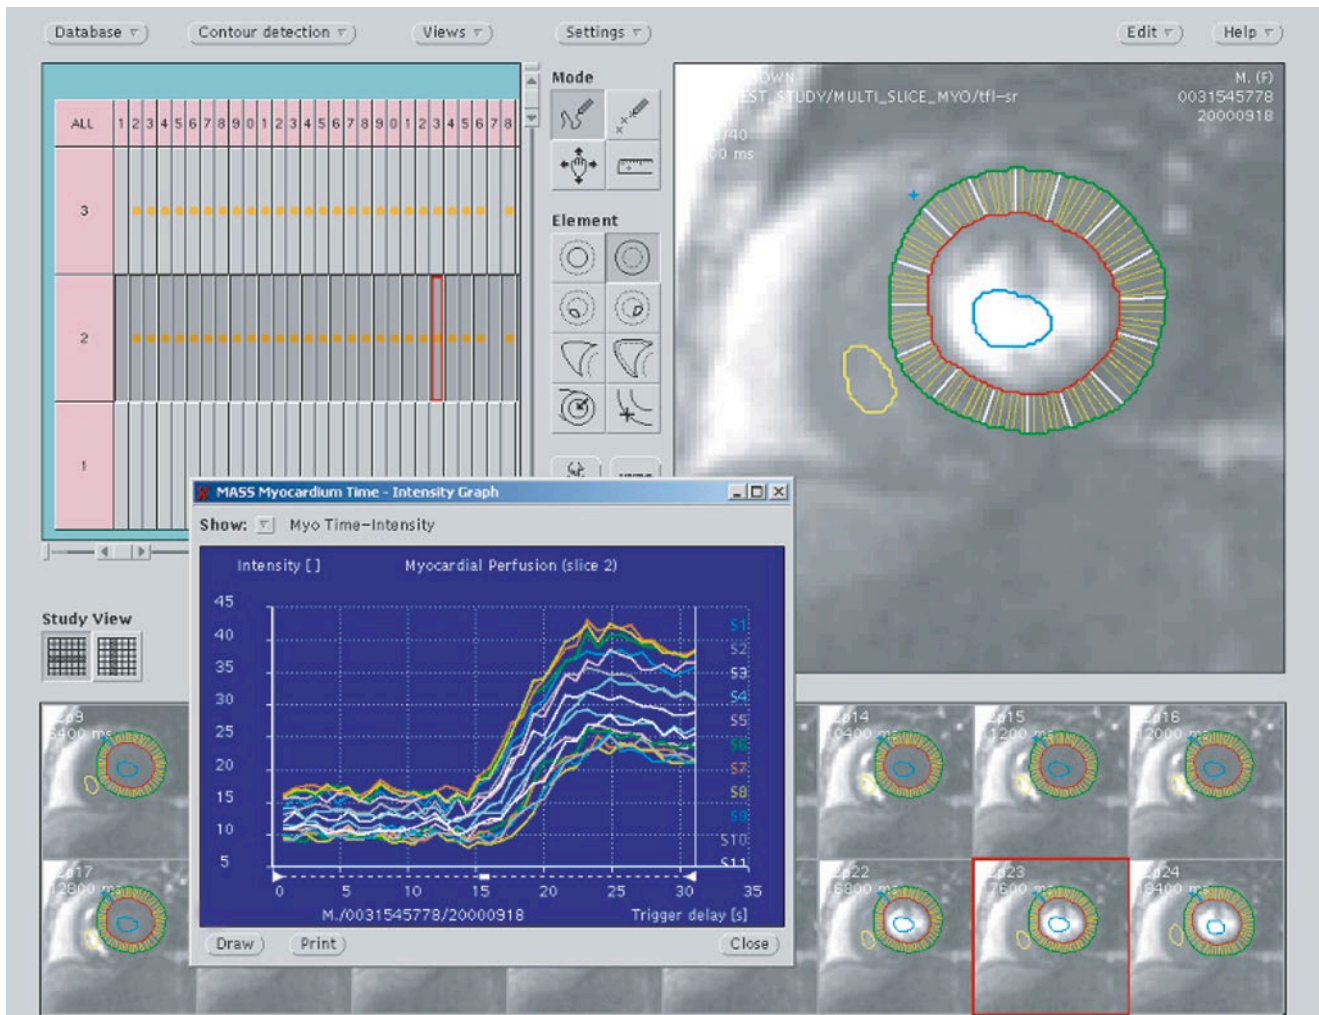 Database
Contour detection
Views
Settings
Edit
Help
ALL 1 2 3 4 5 6 7 8 9 0 1 2 3 4 5 6 7 8 9 0 1 2 3 4 5 6 7 8
3
2
1
Mode
Element
M. (F)
EST_STUDY/MULTI_SLICE_MYO/tfl-sr
0031545778
20000918
MASS Myocardium Time - Intensity Graph
Show: Myo Time-Intensity
Intensity [ ] Myocardial Perfusion (slice 2)
45
40
35
30
25
20
15
10
5
S1
S2
S3
S4
S5
S6
S7
S8
S9
S10
S11
0 5 10 15 20 25 30 35
M./0031545778/20000918 Trigger delay [s]
Draw
Print
Close
Study View